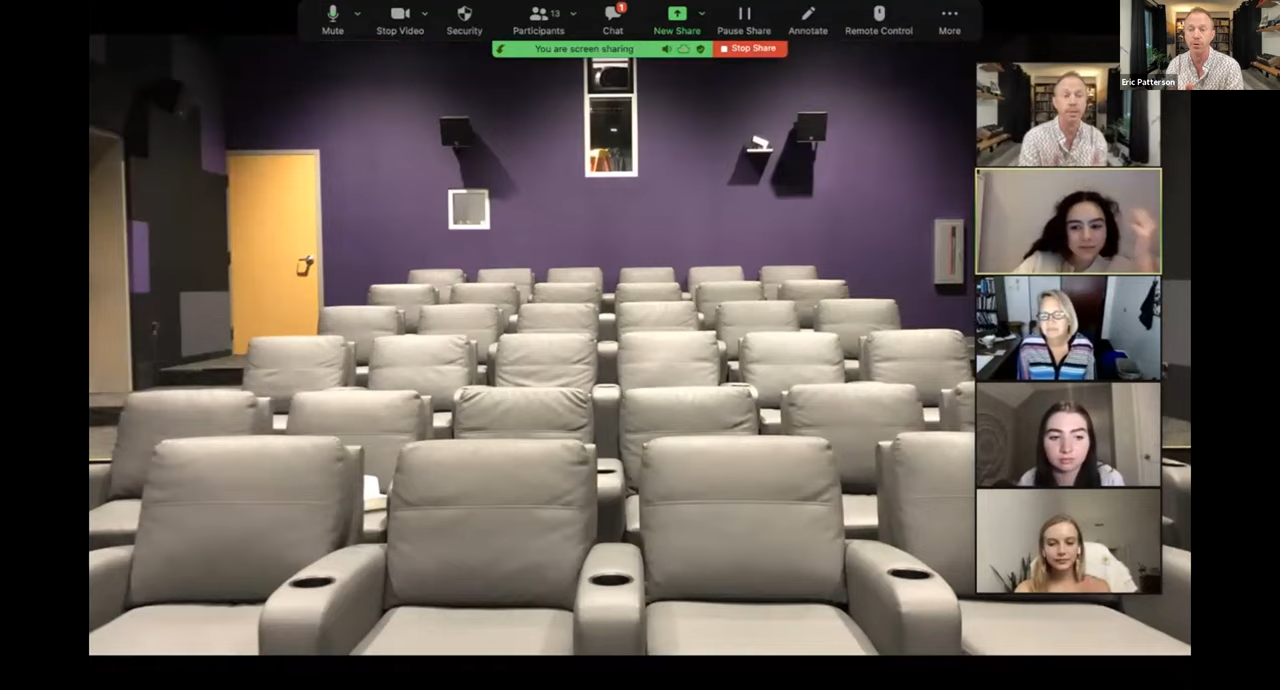 Mute
Stop Video
Security
13
Participants
1
Chat
New Share
Pause Share
Annotate
Remote Control
More
You are screen sharing
Stop Share
Eric Patterson